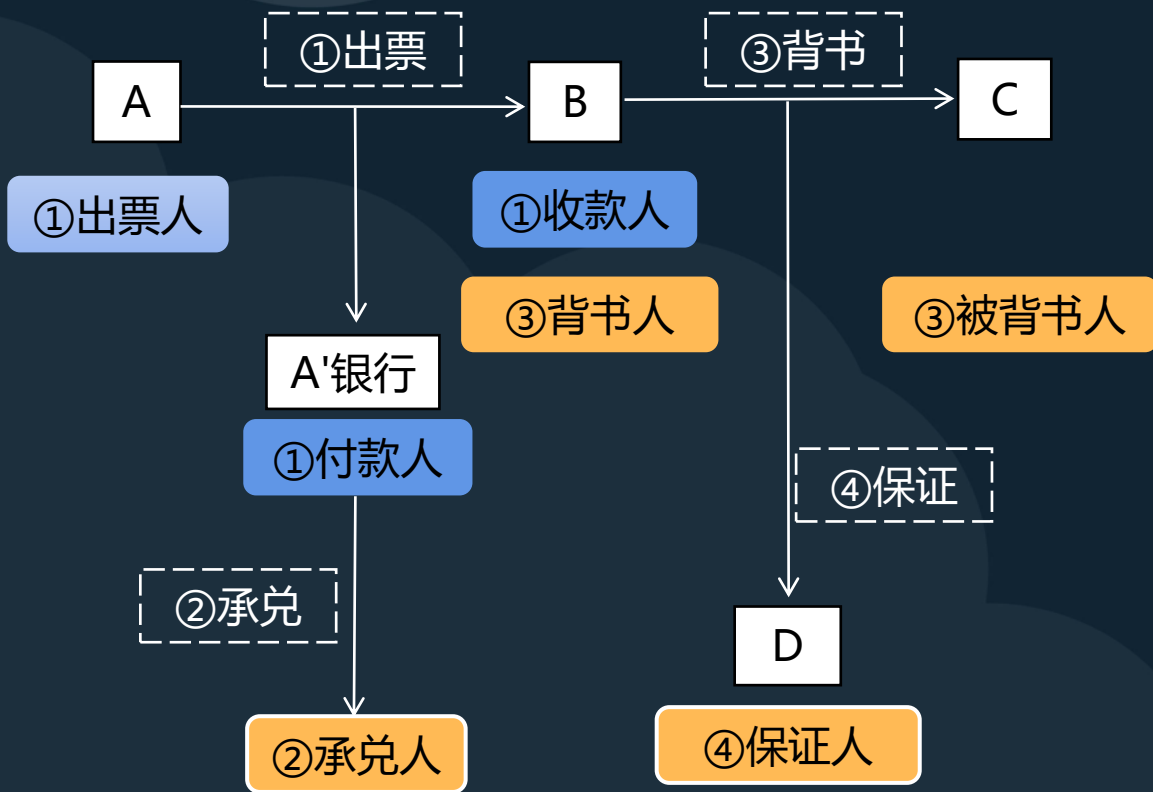 ①出票
③背书
A
B
C
①出票人
①收款人
③背书人
③被背书人
A'银行
①付款人
④保证
②承兑
D
②承兑人
④保证人